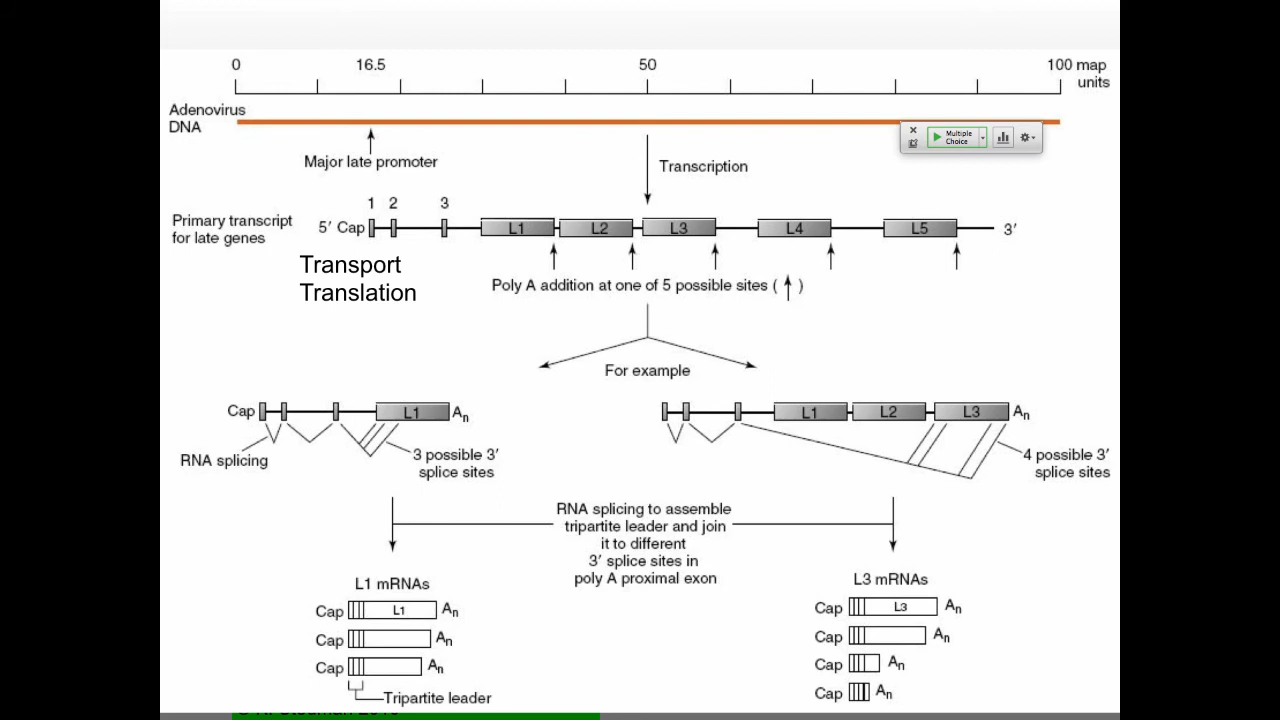 0 16.5 50 100 map
units
Adenovirus
DNA
Multiple
Choice
Major late promoter
Transcription
1 2 3
Primary transcript
for late genes
5′ Cap L1 L2 L3 L4 L5 3′
Transport
Translation
Poly A addition at one of 5 possible sites ( )
For example
Cap L1 An
L1 L2 L3 An
RNA splicing
3 possible 3′
splice sites
4 possible 3′
splice sites
RNA splicing to assemble
tripartite leader and join
it to different
3′ splice sites in
poly A proximal exon
L1 mRNAs
Cap L1 An
Cap An
Cap An
Tripartite leader
L3 mRNAs
Cap L3 An
Cap An
Cap An
Cap An